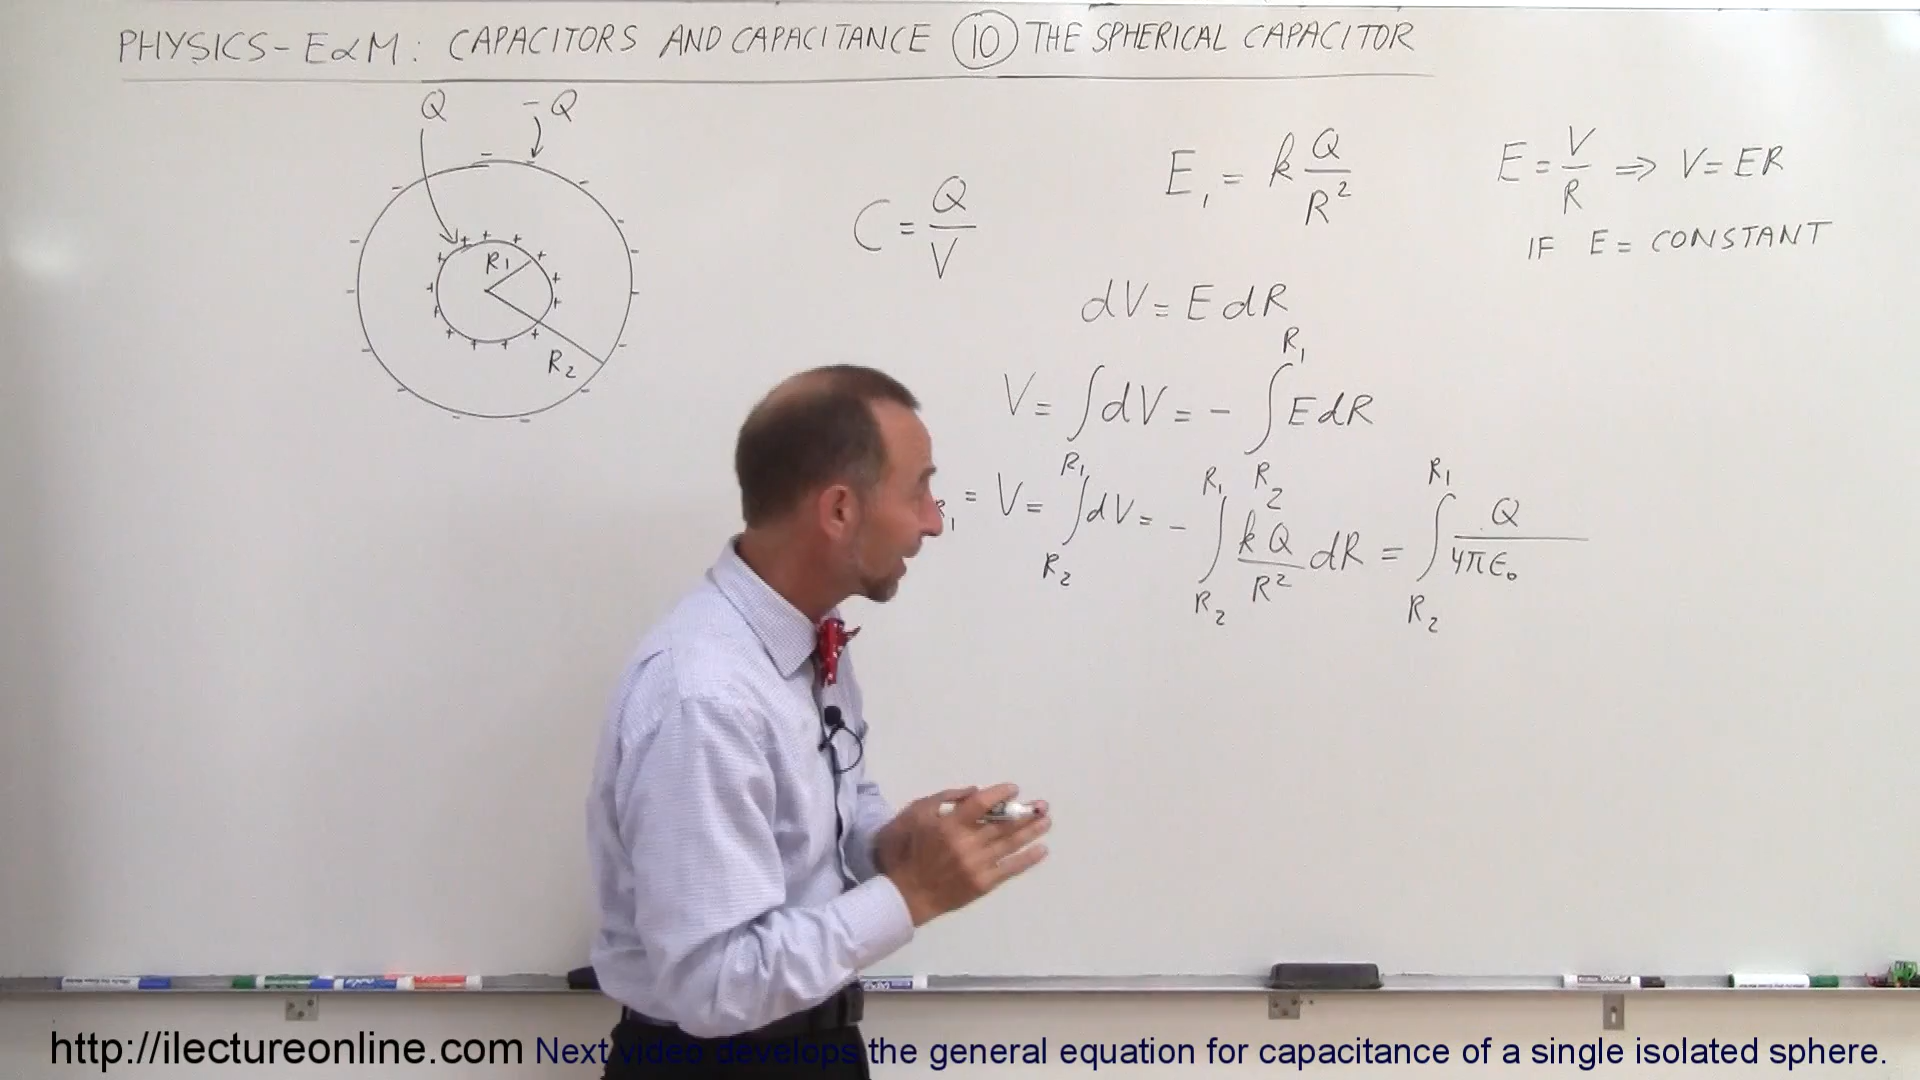 PHYSICS - E&M: CAPACITORS AND CAPACITANCE 10 THE SPHERICAL CAPACITOR
Q -Q
R₁
R₂
C = Q/V
E₁ = k Q/R²
E = V/R ⇒ V = ER
IF E = CONSTANT
dV = E dR
V = ∫dV = - ∫_{R₂}^{R₁} E dR
R₁ = V = ∫_{R₂}^{R₁} dV = - ∫_{R₂}^{R₁} kQ/R² dR = ∫_{R₂}^{R₁} Q/4πε₀
http://ilectureonline.com Next video develops the general equation for capacitance of a single isolated sphere.